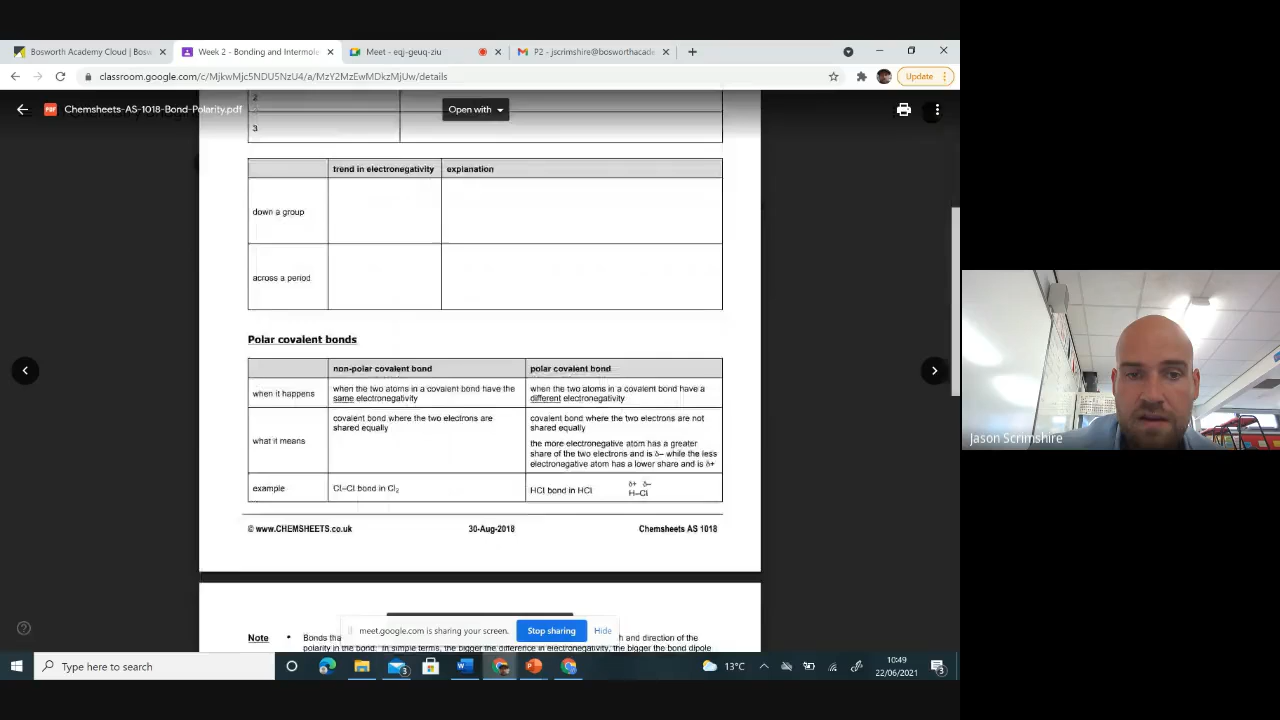 Bosworth Academy Cloud | Bosw
Week 2 - Bonding and Intermole
Meet - eqj-geuq-ziu
P2 - jscrimshire@bosworthacade
classroom.google.com/c/MjkwMjc5NDU5NzU4/a/MzY2MzEwMDkzMjUw/details
Update
PDF
Chemsheets-AS-1018-Bond-Polarity.pdf
Open with
2
3
trend in electronegativity
explanation
down a group
across a period
Polar covalent bonds
non-polar covalent bond
polar covalent bond
when it happens
when the two atoms in a covalent bond have the
same electronegativity
when the two atoms in a covalent bond have a
different electronegativity
what it means
covalent bond where the two electrons are
shared equally
covalent bond where the two electrons are not
shared equally
the more electronegative atom has a greater
share of the two electrons and is δ– while the less
electronegative atom has a lower share and is δ+
example
Cl–Cl bond in Cl₂
HCl bond in HCl
δ+ δ–
H–Cl
© www.CHEMSHEETS.co.uk
30-Aug-2018
Chemsheets AS 1018
Note
• Bonds tha
h and direction of the
polarity in the bond. In simple terms, the bigger the difference in electronegativity, the bigger the bond dipole
meet.google.com is sharing your screen.
Stop sharing
Hide
Type here to search
3
13°C
10:49
22/06/2021
3
Jason Scrimshire